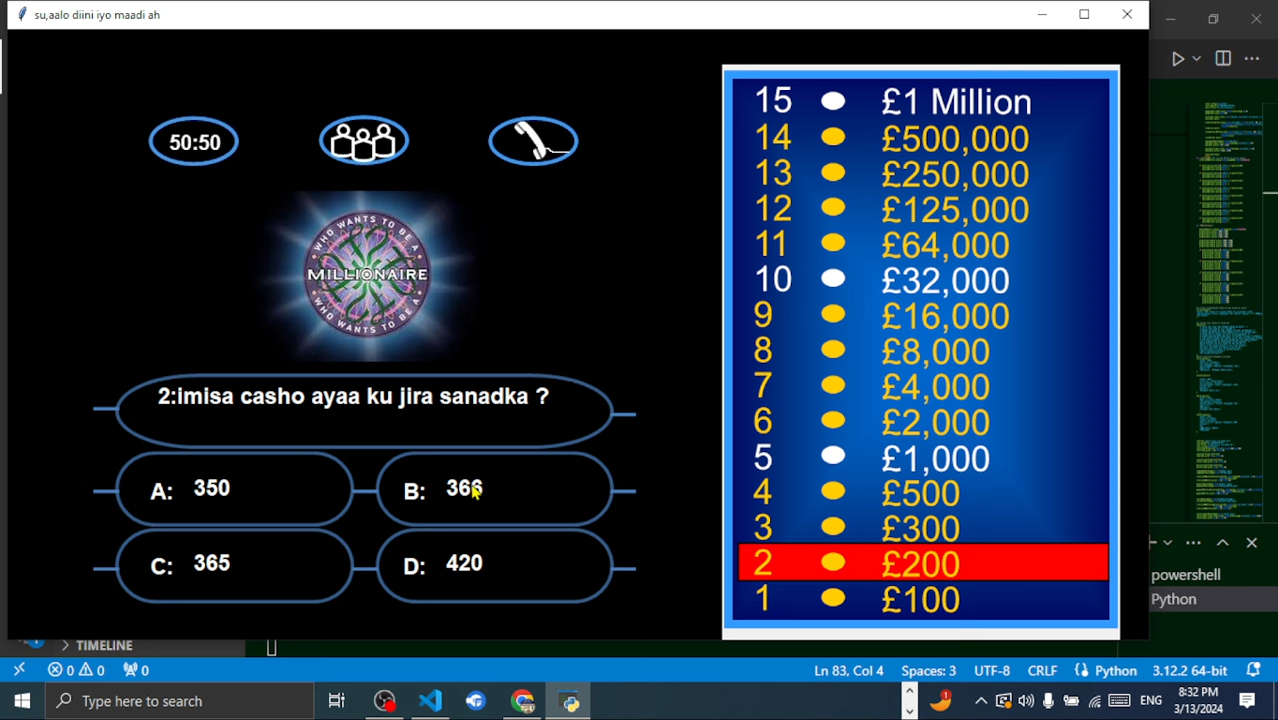 su,aalo diini iyo maadi ah
50:50
WHO WANTS TO BE A
MILLIONAIRE
WHO WANTS TO BE A
2:imisa casho ayaa ku jira sanadka ?
A: 350
B: 366
C: 365
D: 420
15 £1 Million
14 £500,000
13 £250,000
12 £125,000
11 £64,000
10 £32,000
9 £16,000
8 £8,000
7 £4,000
6 £2,000
5 £1,000
4 £500
3 £300
2 £200
1 £100
powershell
Python
TIMELINE
0 0 0
Ln 83, Col 4 Spaces: 3 UTF-8 CRLF Python 3.12.2 64-bit
Type here to search
1
ENG
8:32 PM
3/13/2024